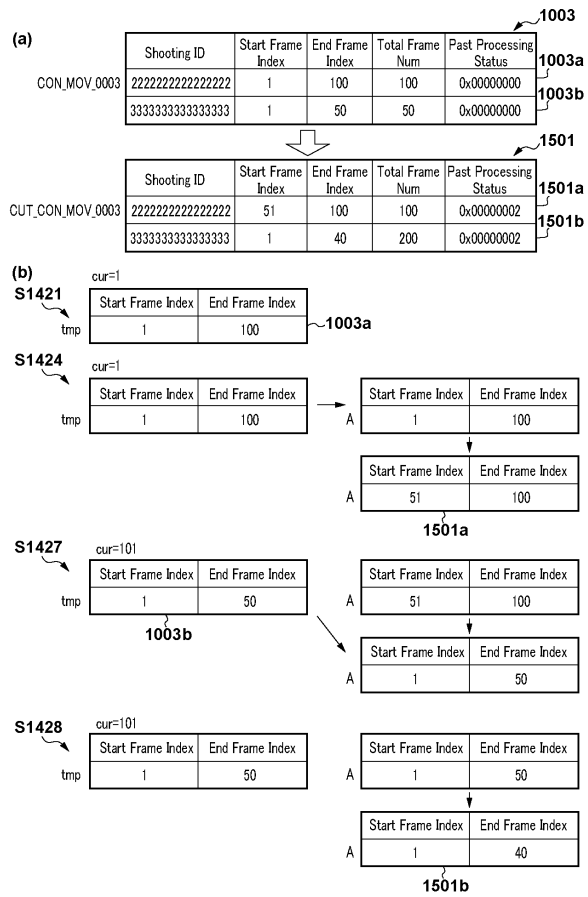 (a)
1003
Shooting ID | Start Frame Index | End Frame Index | Total Frame Num | Past Processing Status
1003a
CON_MOV_0003 | 2222222222222222 | 1 | 100 | 100 | 0x00000000
1003b
3333333333333333 | 1 | 50 | 50 | 0x00000000
1501
Shooting ID | Start Frame Index | End Frame Index | Total Frame Num | Past Processing Status
1501a
CUT_CON_MOV_0003 | 2222222222222222 | 51 | 100 | 100 | 0x00000002
1501b
3333333333333333 | 1 | 40 | 200 | 0x00000002
(b)
cur=1
S1421
Start Frame Index | End Frame Index
tmp | 1 | 100
1003a
S1424
cur=1
Start Frame Index | End Frame Index
tmp | 1 | 100
Start Frame Index | End Frame Index
A | 1 | 100
Start Frame Index | End Frame Index
A | 51 | 100
1501a
S1427
cur=101
Start Frame Index | End Frame Index
tmp | 1 | 50
1003b
Start Frame Index | End Frame Index
A | 51 | 100
Start Frame Index | End Frame Index
A | 1 | 50
S1428
cur=101
Start Frame Index | End Frame Index
tmp | 1 | 50
Start Frame Index | End Frame Index
A | 1 | 50
Start Frame Index | End Frame Index
A | 1 | 40
1501b